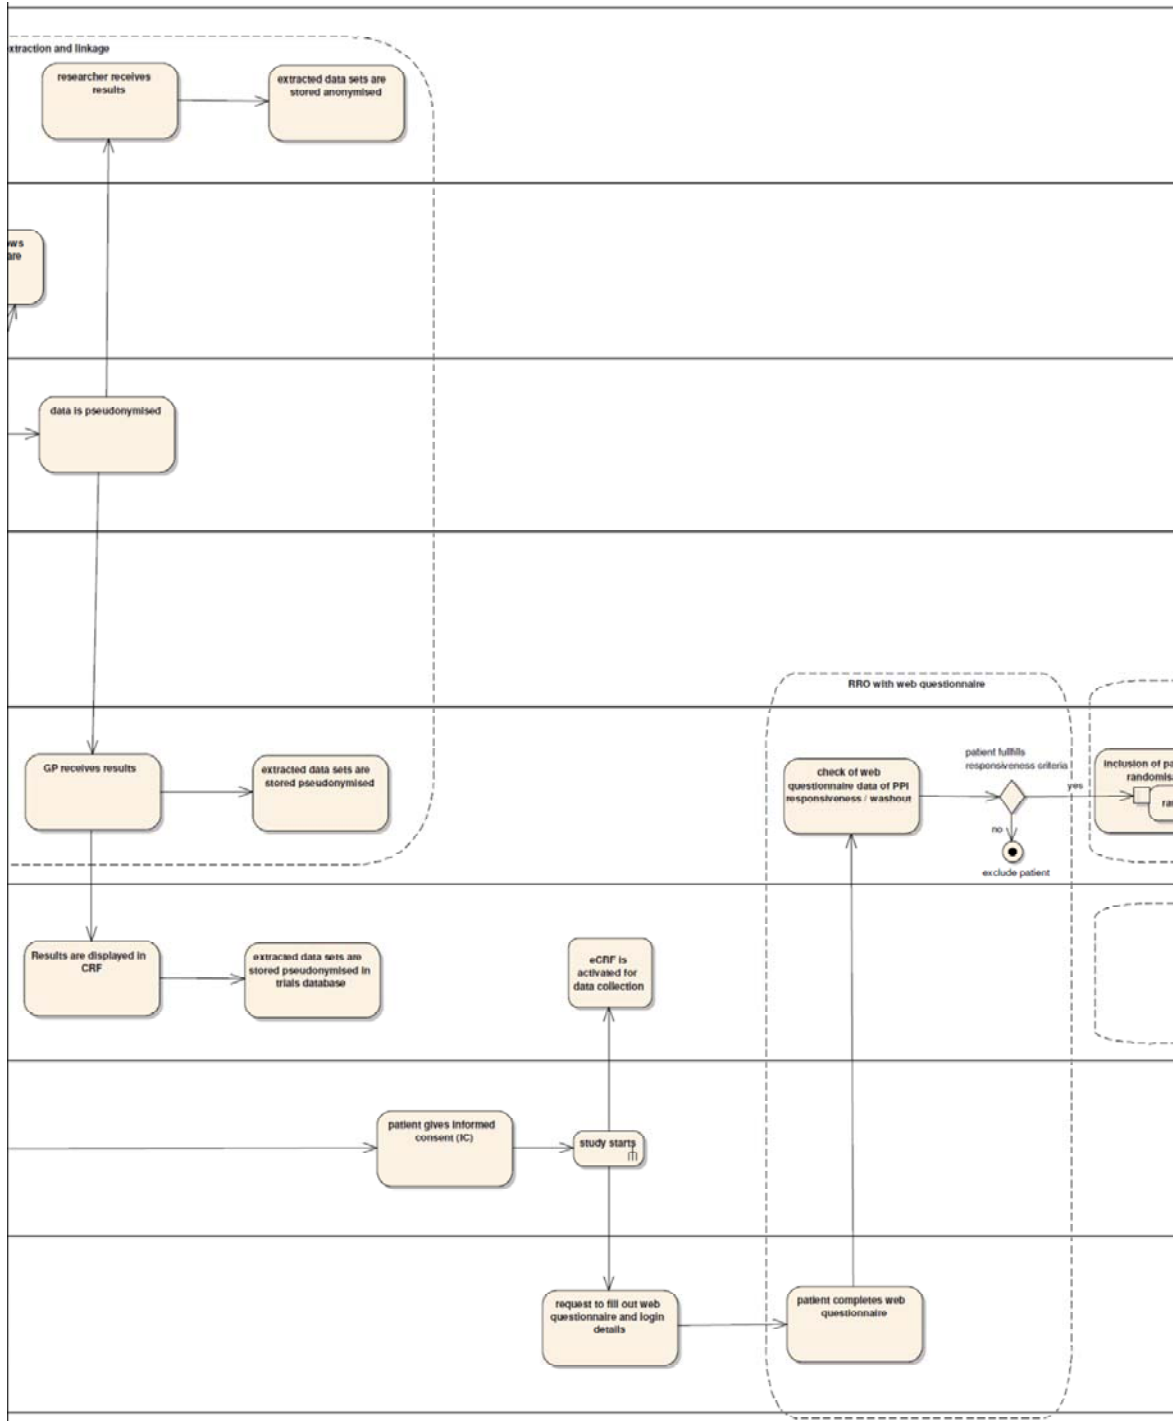 xtraction and linkage
researcher receives
results
extracted data sets are
stored anonymised
ows
are
data is pseudonymised
RRO with web questionnaire
GP receives results
extracted data sets are
stored pseudonymised
check of web
questionnaire data of PPI
responsiveness / washout
patient fullfills
responsiveness criteria
yes
no
exclude patient
inclusion of pa
randomisa
ra
Results are displayed in
CRF
extracted data sets are
stored pseudonymised in
trials database
eCRF is
activated for
data collection
patient gives informed
consent (IC)
study starts
request to fill out web
questionnaire and login
details
patient completes web
questionnaire